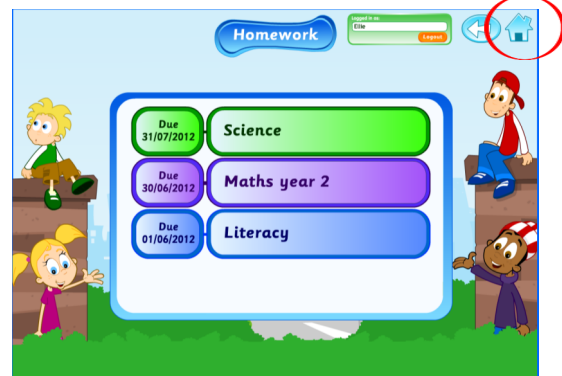 Homework
Logged in as:
Ellie
Logout
Due
31/07/2012
Science
Due
30/06/2012
Maths year 2
Due
01/06/2012
Literacy